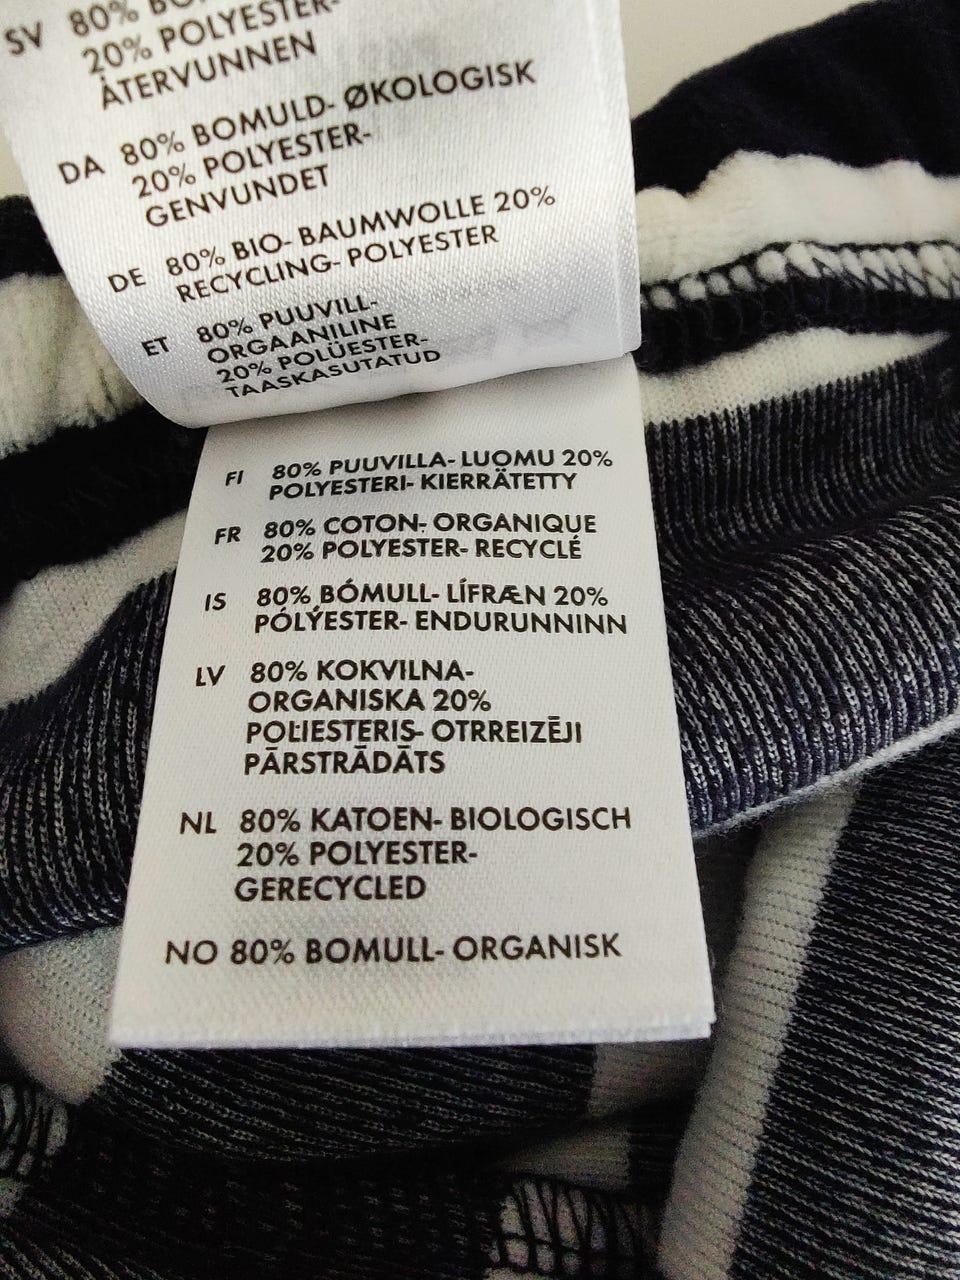 SV 80%
20% POLYESTER-
ÅTERVUNNEN
DA 80% BOMULD- ØKOLOGISK
20% POLYESTER-
GENVUNDET
DE 80% BIO- BAUMWOLLE 20%
RECYCLING- POLYESTER
ET 80% PUUVILL-
ORGAANILINE
20% POLÜESTER-
TAASKASUTATUD
FI 80% PUUVILLA- LUOMU 20%
POLYESTERI- KIERRÄTETTY
FR 80% COTON- ORGANIQUE
20% POLYESTER- RECYCLÉ
IS 80% BÓMULL- LÍFRÆN 20%
PÓLÝESTER- ENDURUNNINN
LV 80% KOKVILNA-
ORGANISKA 20%
POLIESTERIS- OTRREIZĒJI
PĀRSTRĀDĀTS
NL 80% KATOEN- BIOLOGISCH
20% POLYESTER-
GERECYCLED
NO 80% BOMULL- ORGANISK